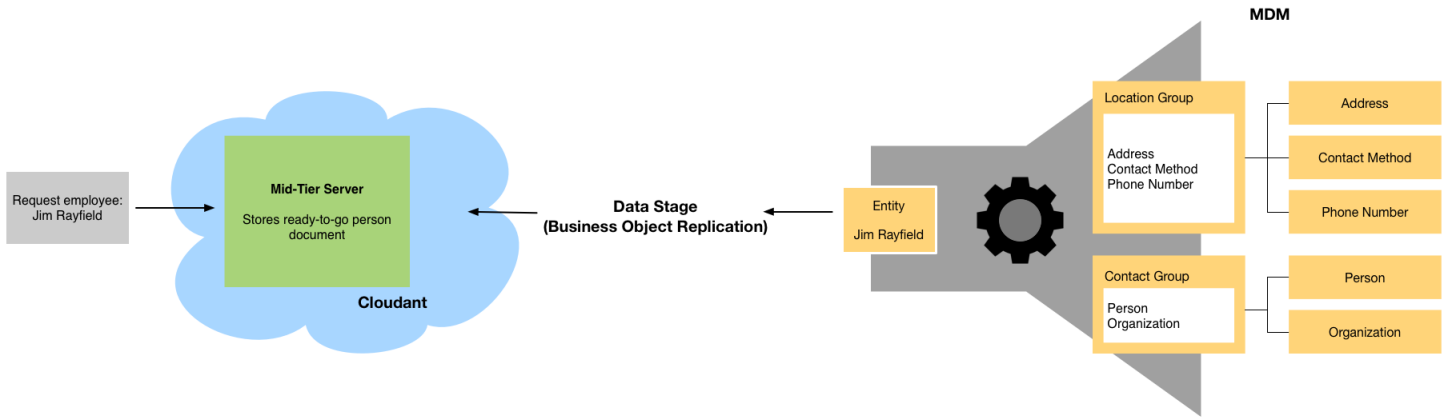 MDM
Request employee:
Jim Rayfield
Mid-Tier Server
Stores ready-to-go person
document
Cloudant
Data Stage
(Business Object Replication)
Entity
Jim Rayfield
Location Group
Address
Contact Method
Phone Number
Address
Contact Method
Phone Number
Contact Group
Person
Organization
Person
Organization